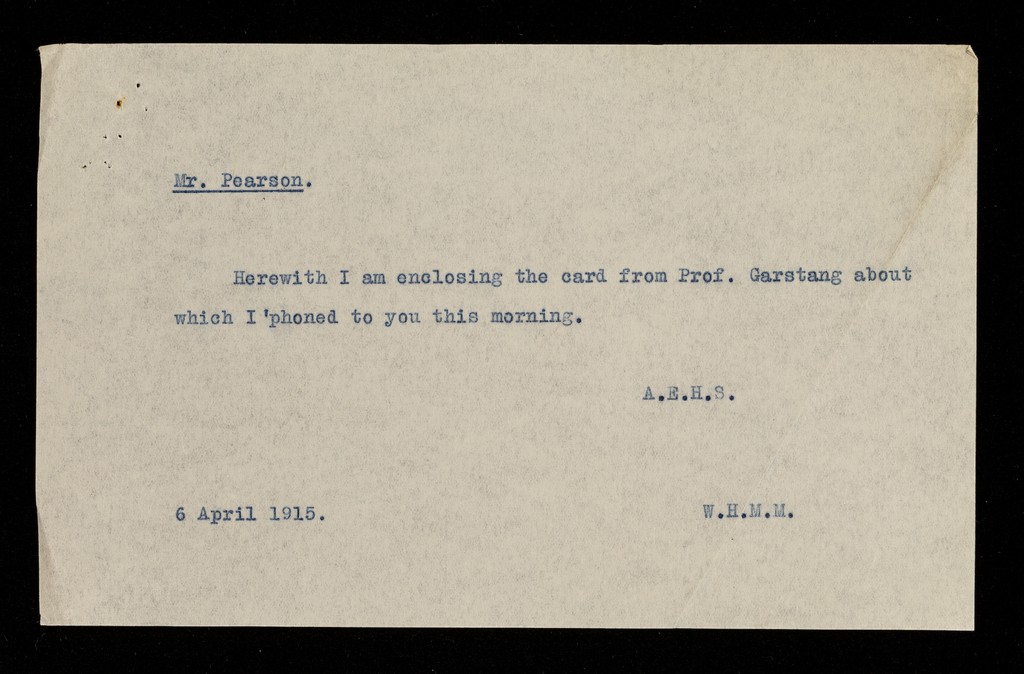 Mr. Pearson.
Herewith I am enclosing the card from Prof. Garstang about
which I 'phoned to you this morning.
A.E.H.S.
6 April 1915. W.H.M.M.